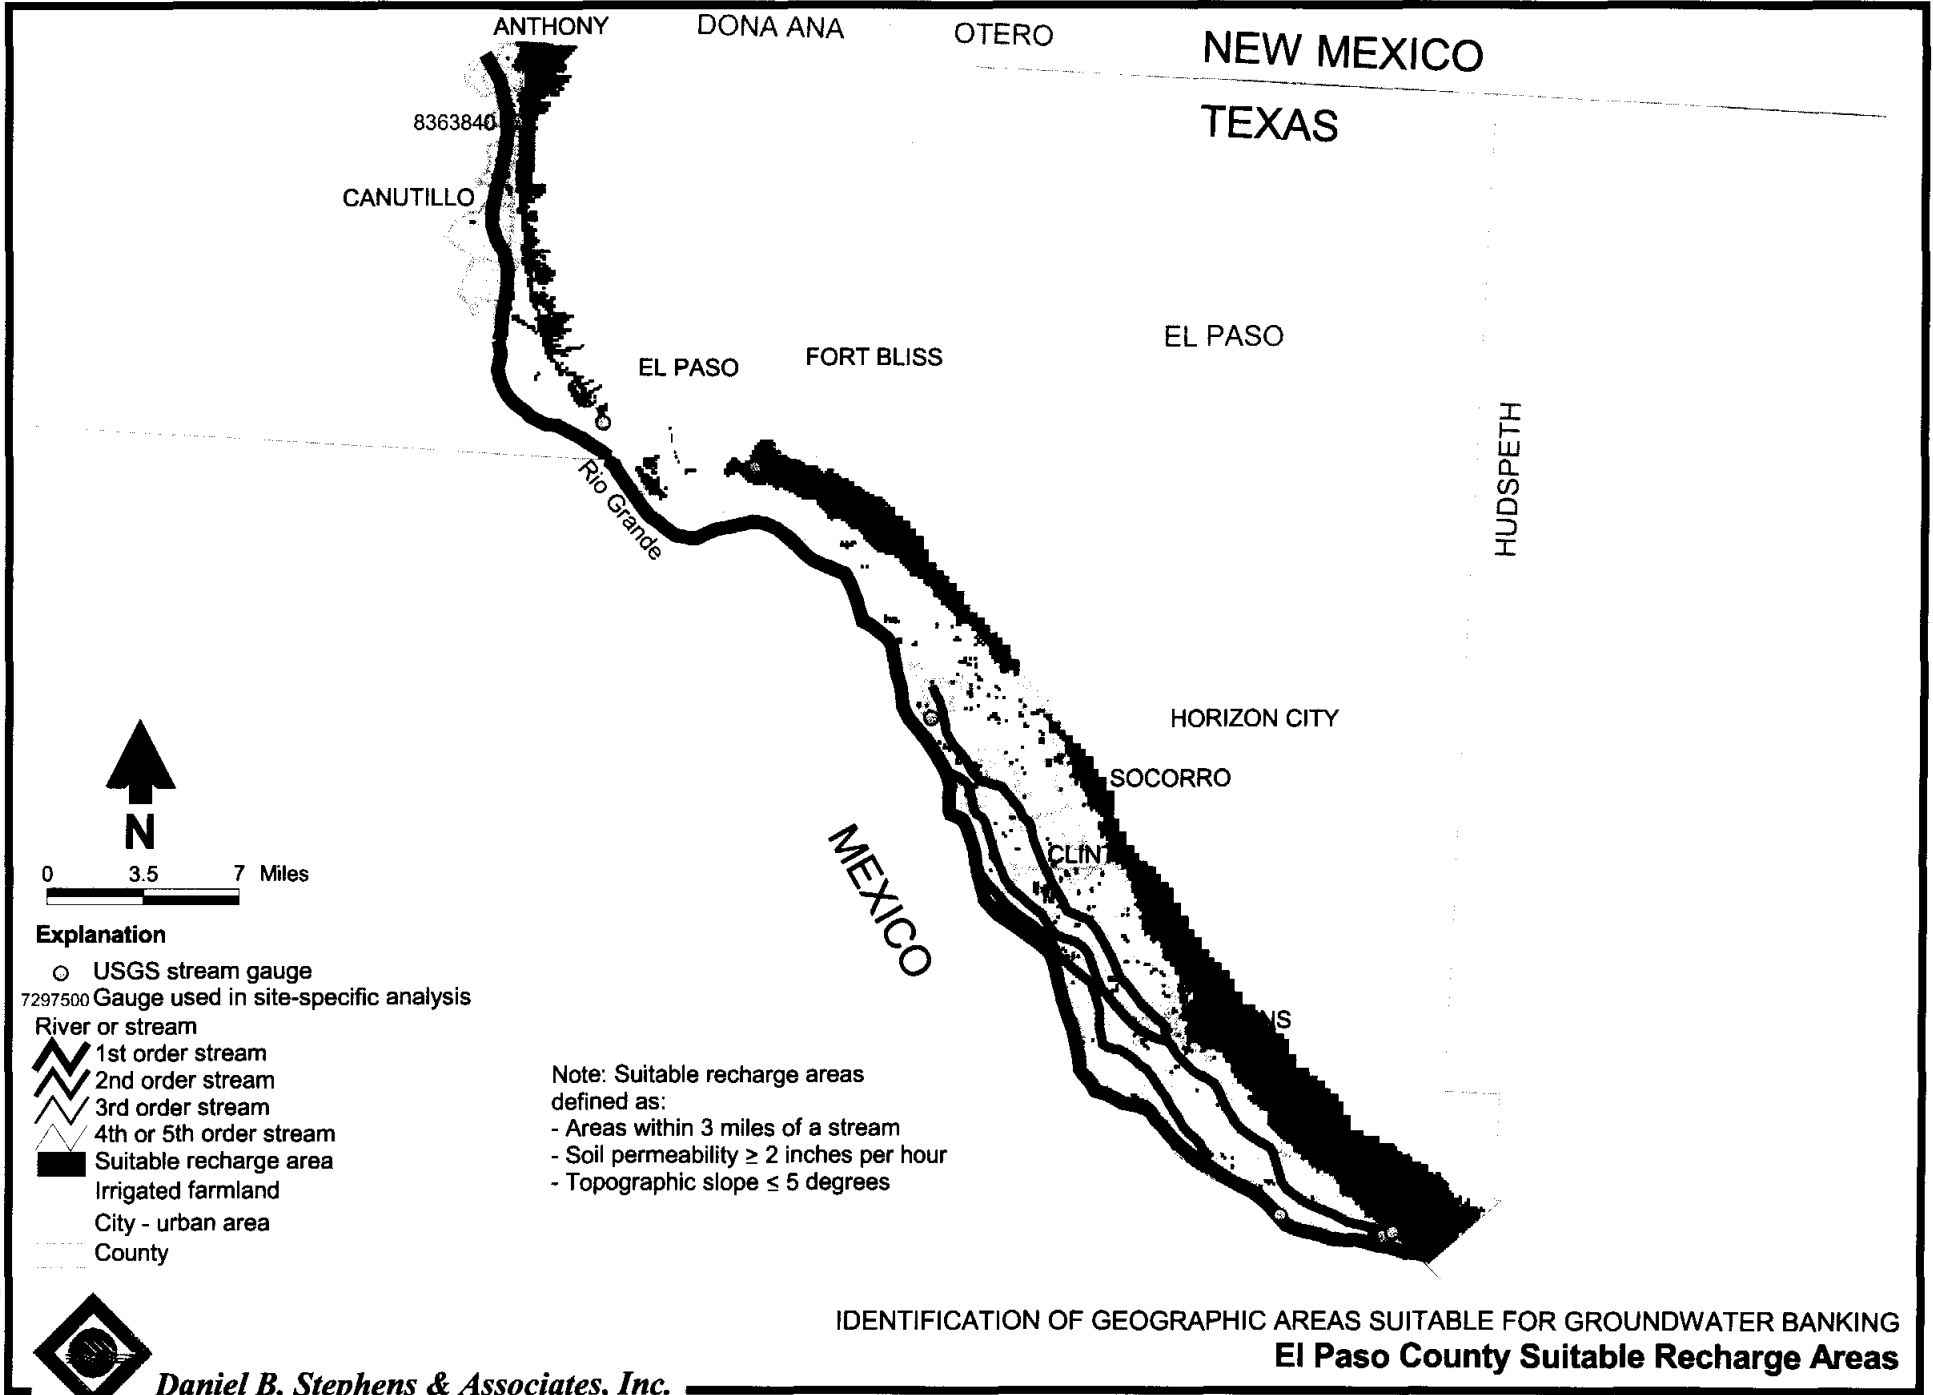 ANTHONY
DONA ANA
OTERO
NEW MEXICO
TEXAS
8363840
CANUTILLO
EL PASO
FORT BLISS
EL PASO
HUDSPETH
Rio Grande
HORIZON CITY
SOCORRO
MEXICO
CLINT
NS
N
0 3.5 7 Miles
Explanation
USGS stream gauge
7297500 Gauge used in site-specific analysis
River or stream
1st order stream
2nd order stream
3rd order stream
4th or 5th order stream
Suitable recharge area
Irrigated farmland
City - urban area
County
Note: Suitable recharge areas
defined as:
- Areas within 3 miles of a stream
- Soil permeability ≥ 2 inches per hour
- Topographic slope ≤ 5 degrees
IDENTIFICATION OF GEOGRAPHIC AREAS SUITABLE FOR GROUNDWATER BANKING
El Paso County Suitable Recharge Areas
Daniel B. Stephens & Associates, Inc.